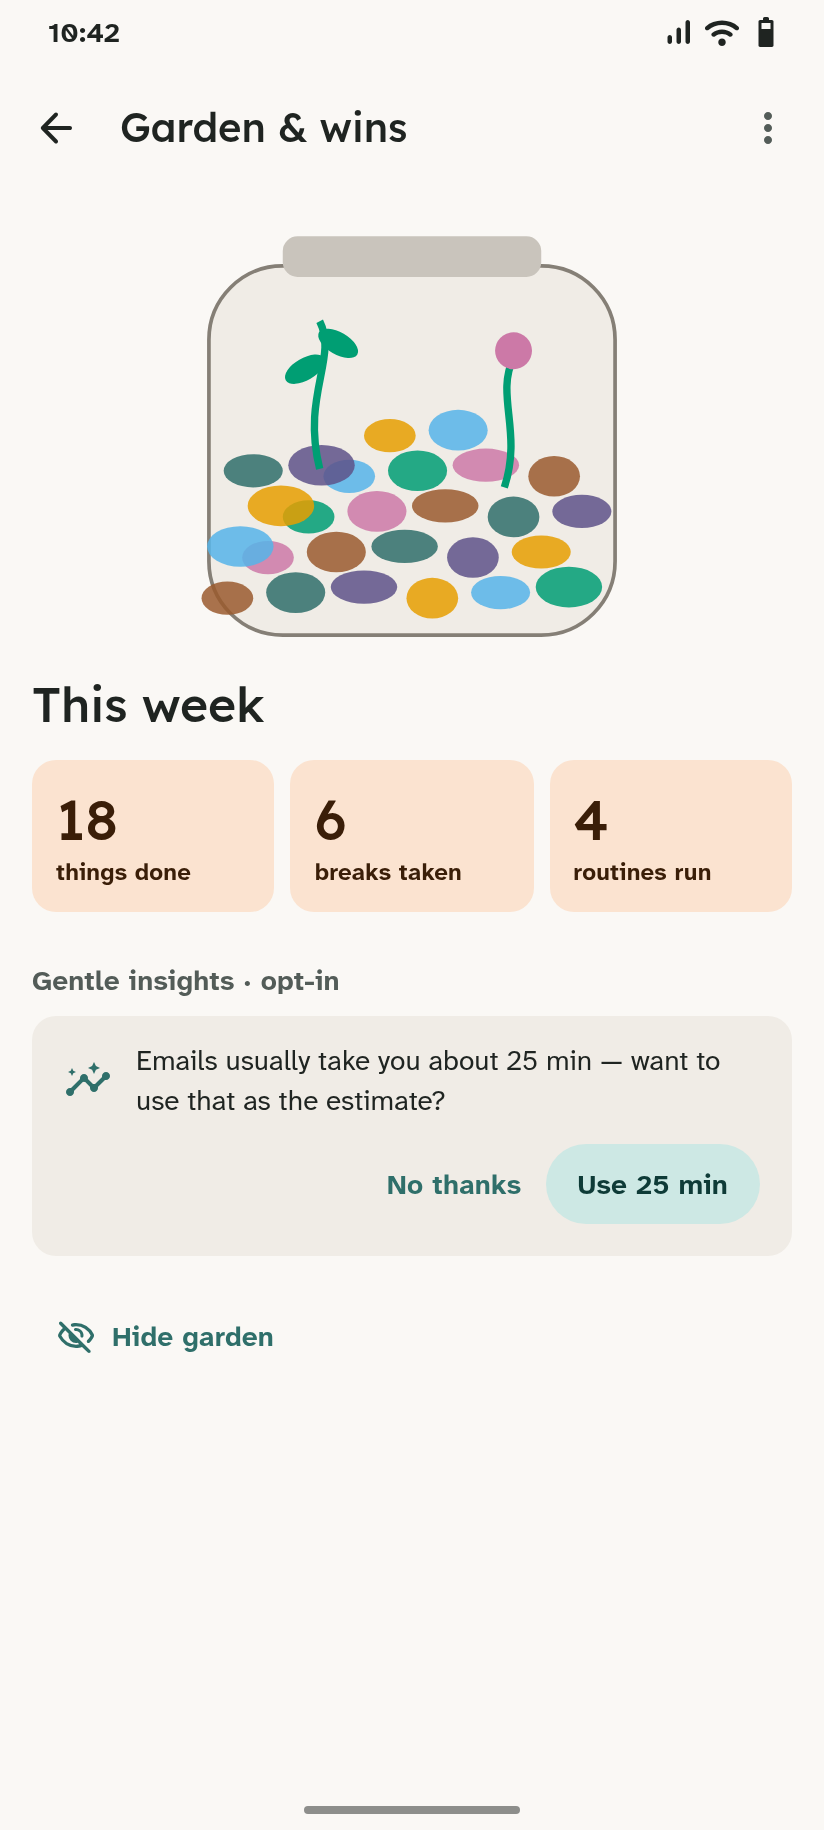 10:42
Garden & wins
This week
18
things done
6
breaks taken
4
routines run
Gentle insights · opt-in
Emails usually take you about 25 min — want to
use that as the estimate?
No thanks
Use 25 min
Hide garden